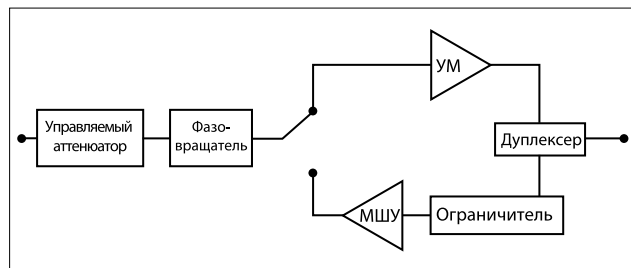 УМ
Управляемый
аттенюатор
Фазо-
вращатель
Дуплексер
МШУ
Ограничитель